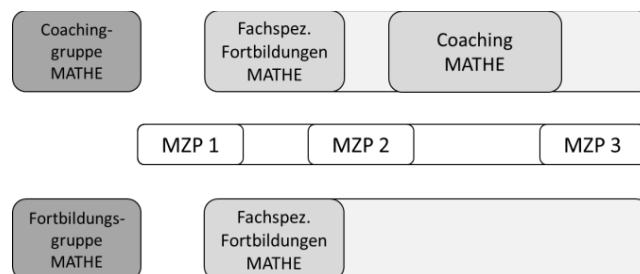 Coaching-
gruppe
MATHE
Fachspez.
Fortbildungen
MATHE
Coaching
MATHE
MZP 1
MZP 2
MZP 3
Fortbildungs-
gruppe
MATHE
Fachspez.
Fortbildungen
MATHE